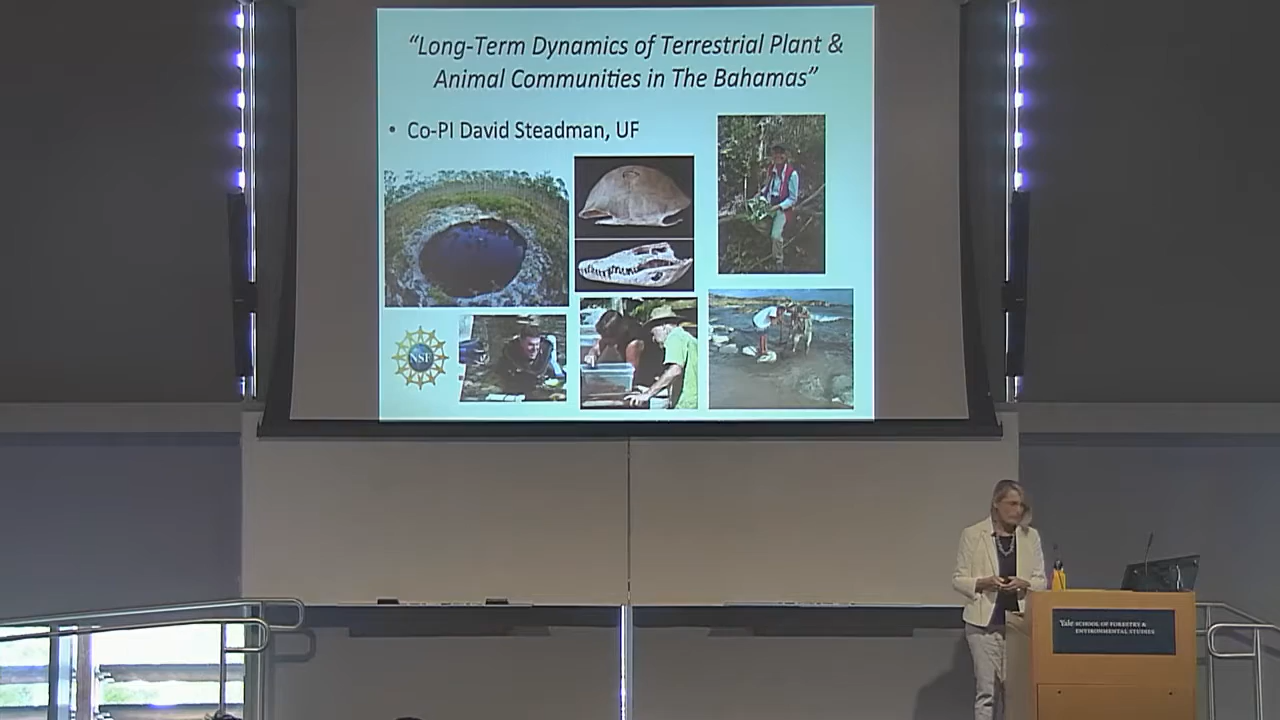 “Long-Term Dynamics of Terrestrial Plant &
Animal Communities in The Bahamas”
• Co-PI David Steadman, UF
NSF
Yale SCHOOL OF FORESTRY &
ENVIRONMENTAL STUDIES